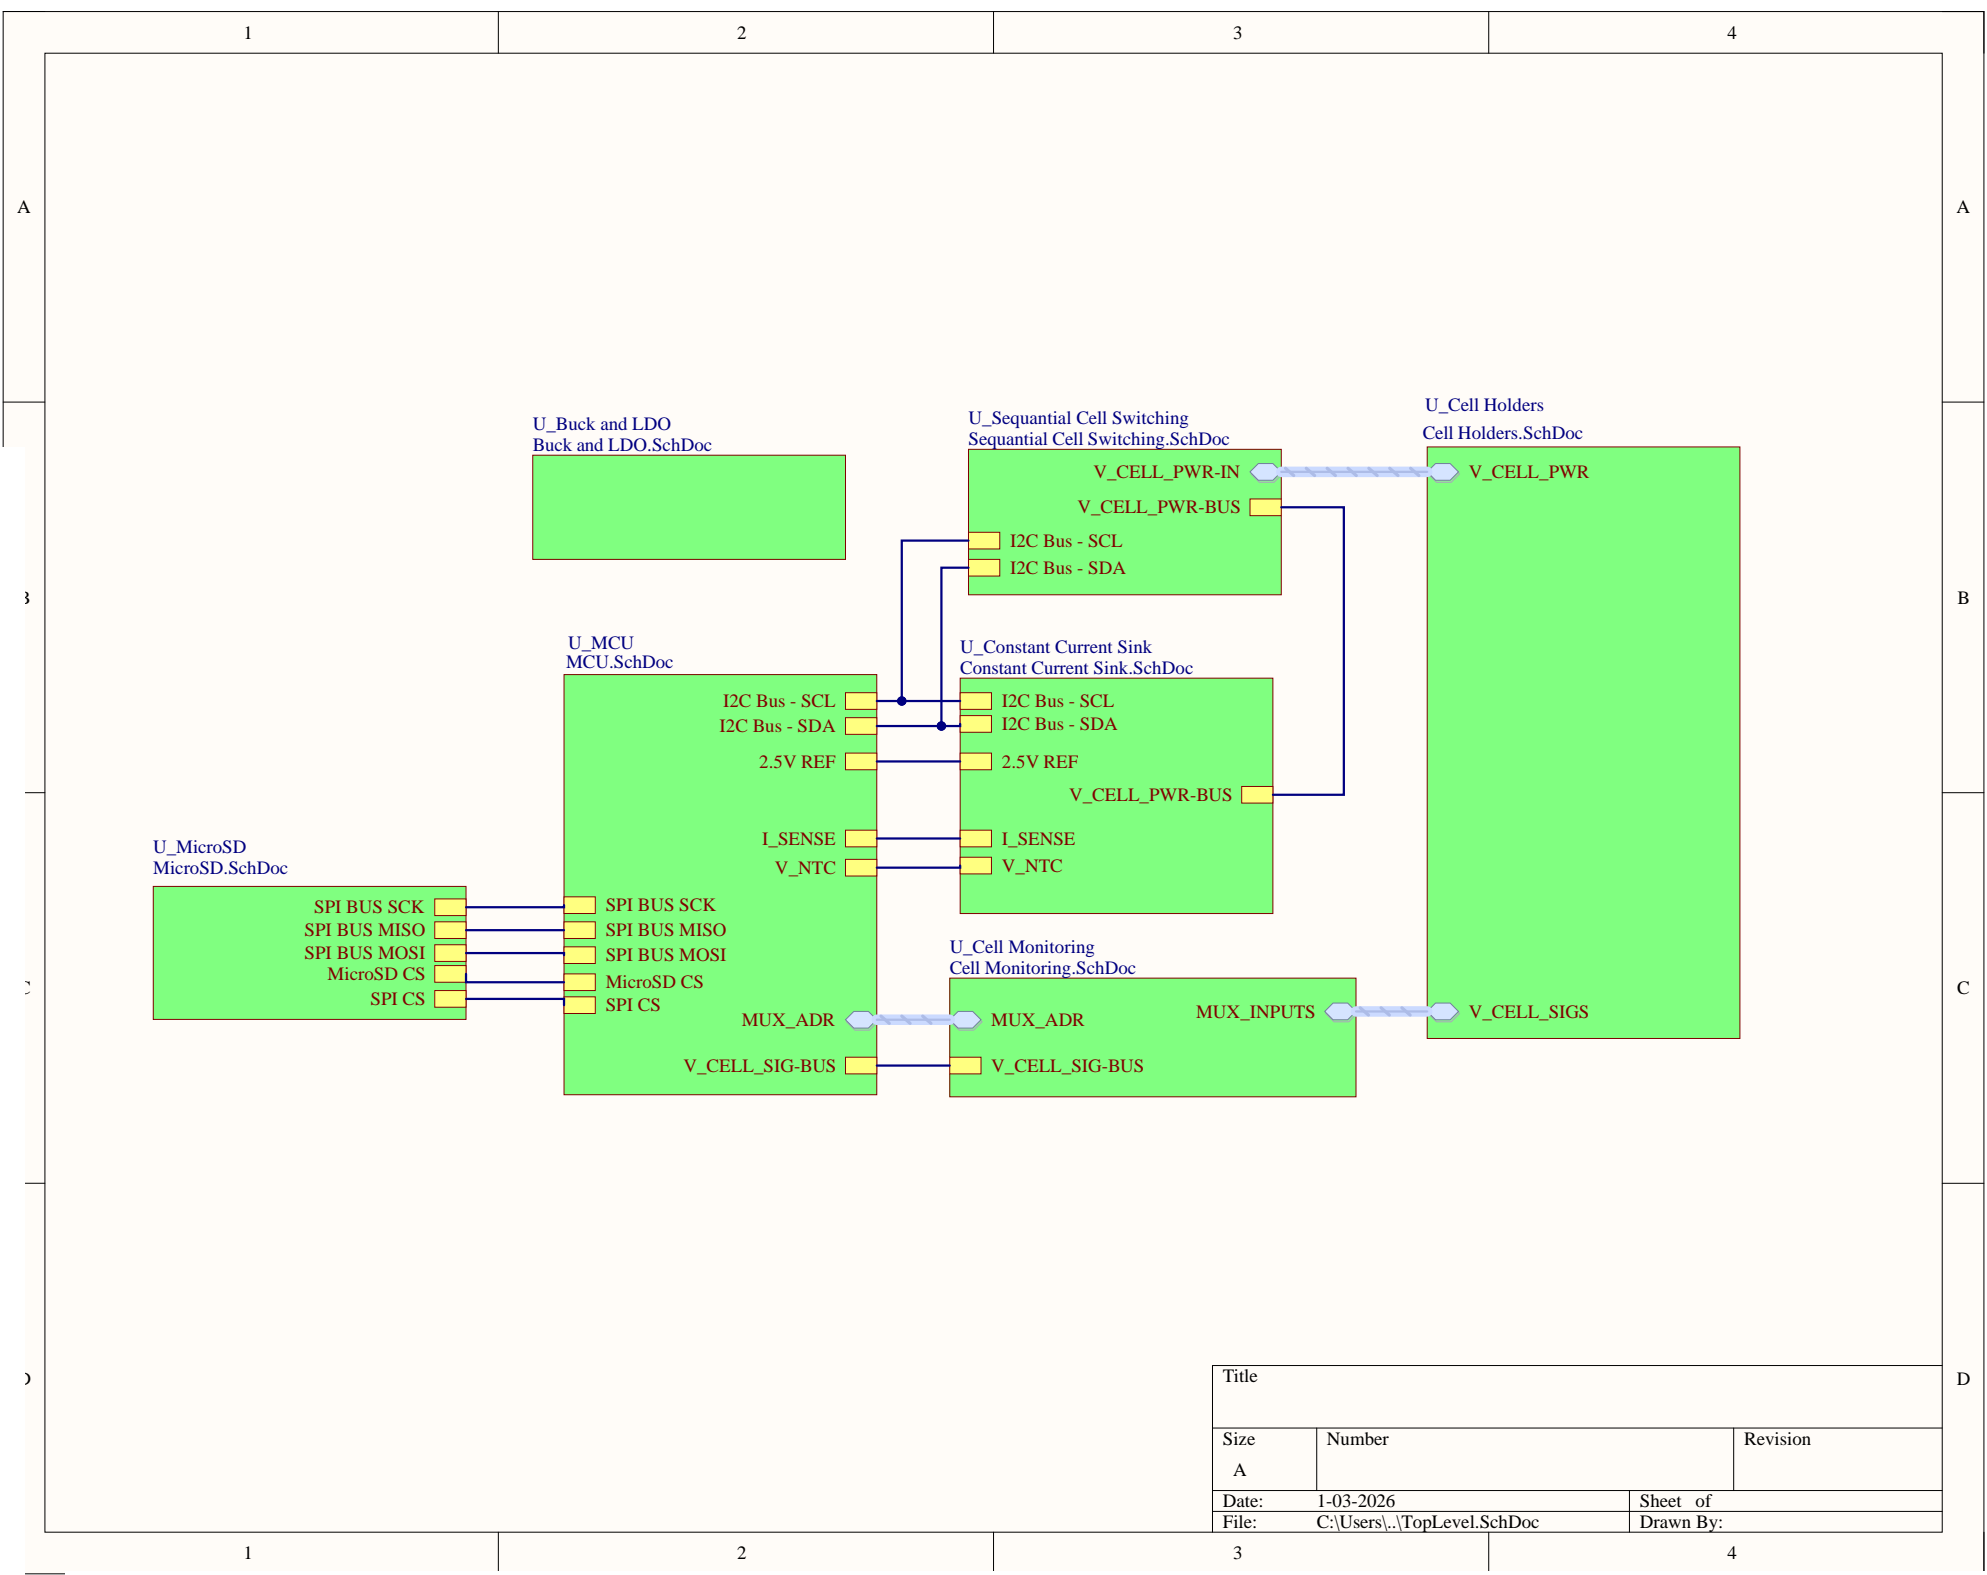 1 2 3 4
A A
U_Cell Holders
Cell Holders.SchDoc
V_CELL_PWR
V_CELL_SIGS
U_Sequantial Cell Switching
Sequantial Cell Switching.SchDoc
V_CELL_PWR-IN
V_CELL_PWR-BUS
I2C Bus - SCL
I2C Bus - SDA
U_Buck and LDO
Buck and LDO.SchDoc
B
U_MCU
MCU.SchDoc
I2C Bus - SCL
I2C Bus - SDA
2.5V REF
I_SENSE
V_NTC
SPI BUS SCK
SPI BUS MISO
SPI BUS MOSI
MicroSD CS
SPI CS
MUX_ADR
V_CELL_SIG-BUS
U_Constant Current Sink
Constant Current Sink.SchDoc
I2C Bus - SCL
I2C Bus - SDA
2.5V REF
V_CELL_PWR-BUS
I_SENSE
V_NTC
U_MicroSD
MicroSD.SchDoc
SPI BUS SCK
SPI BUS MISO
SPI BUS MOSI
MicroSD CS
SPI CS
U_Cell Monitoring
Cell Monitoring.SchDoc
MUX_INPUTS
MUX_ADR
V_CELL_SIG-BUS
C
D
Title
Size Number Revision
A
Date: 1-03-2026 Sheet of
File: C:\Users\..\TopLevel.SchDoc Drawn By:
1 2 3 4